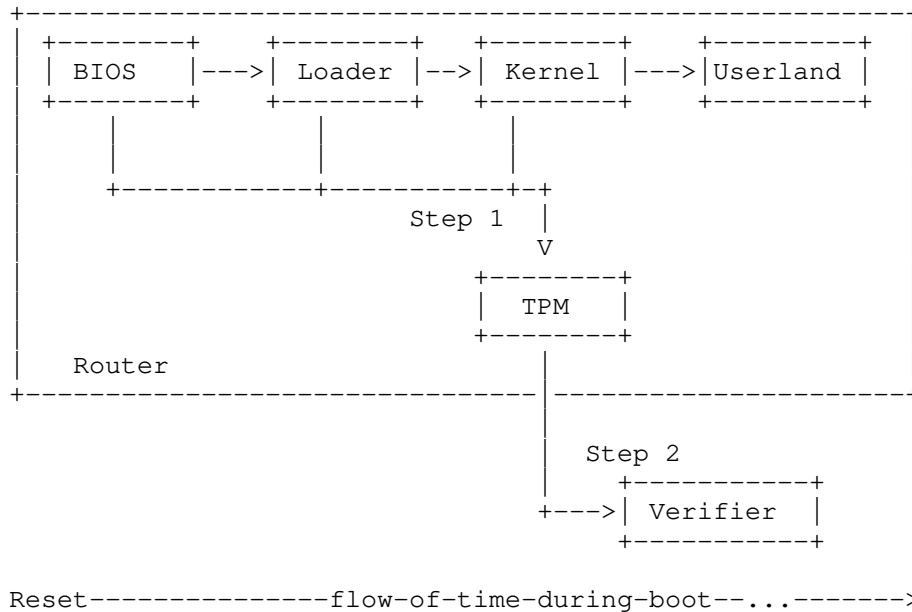 BIOS Loader Kernel Userland
Step 1
V
TPM
Router
Step 2
Verifier
Reset---------------flow-of-time-during-boot--...------->